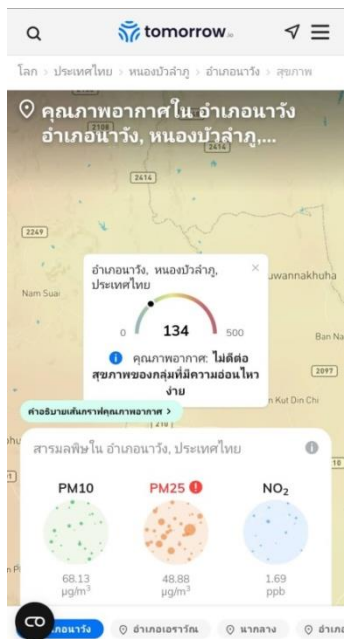 tomorrow.io
โลก > ประเทศไทย > หนองบัวลำภู > อำเภอนาวัง > สุขภาพ
คุณภาพอากาศใน อำเภอนาวัง
อำเภอนาวัง, หนองบัวลำภู,...
2108
2414
2414
2249
Nam Suai
uwannakhuha
อำเภอนาวัง, หนองบัวลำภู,
ประเทศไทย
0
134
500
Ban Na
คุณภาพอากาศ: ไม่ดีต่อ
สุขภาพของกลุ่มที่มีความอ่อนไหว
ง่าย
2097
n Kut Din Chi
คำอธิบายเส้นกราฟคุณภาพอากาศ >
210
สารมลพิษใน อำเภอนาวัง, ประเทศไทย
PM10
PM25
NO2
68.13
48.88
1.69
µg/m³
µg/m³
ppb
เภอนาวัง
อำเภอเอราวัณ
นากลาง